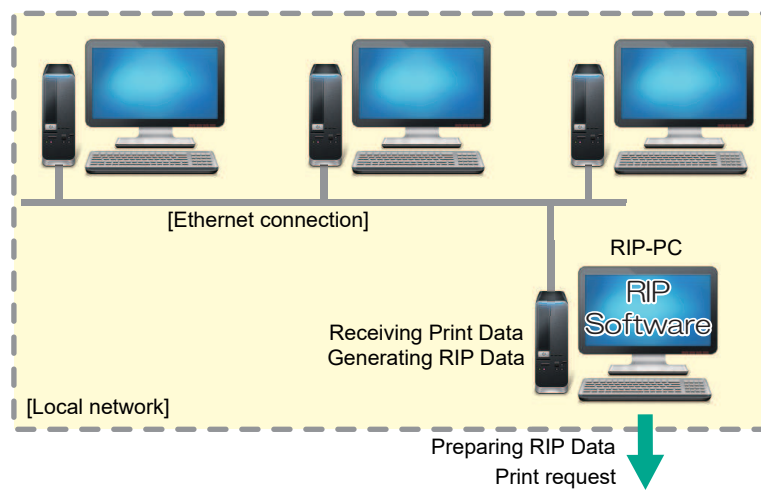 [Ethernet connection]
RIP-PC
RIP
Software
Receiving Print Data
Generating RIP Data
[Local network]
Preparing RIP Data
Print request